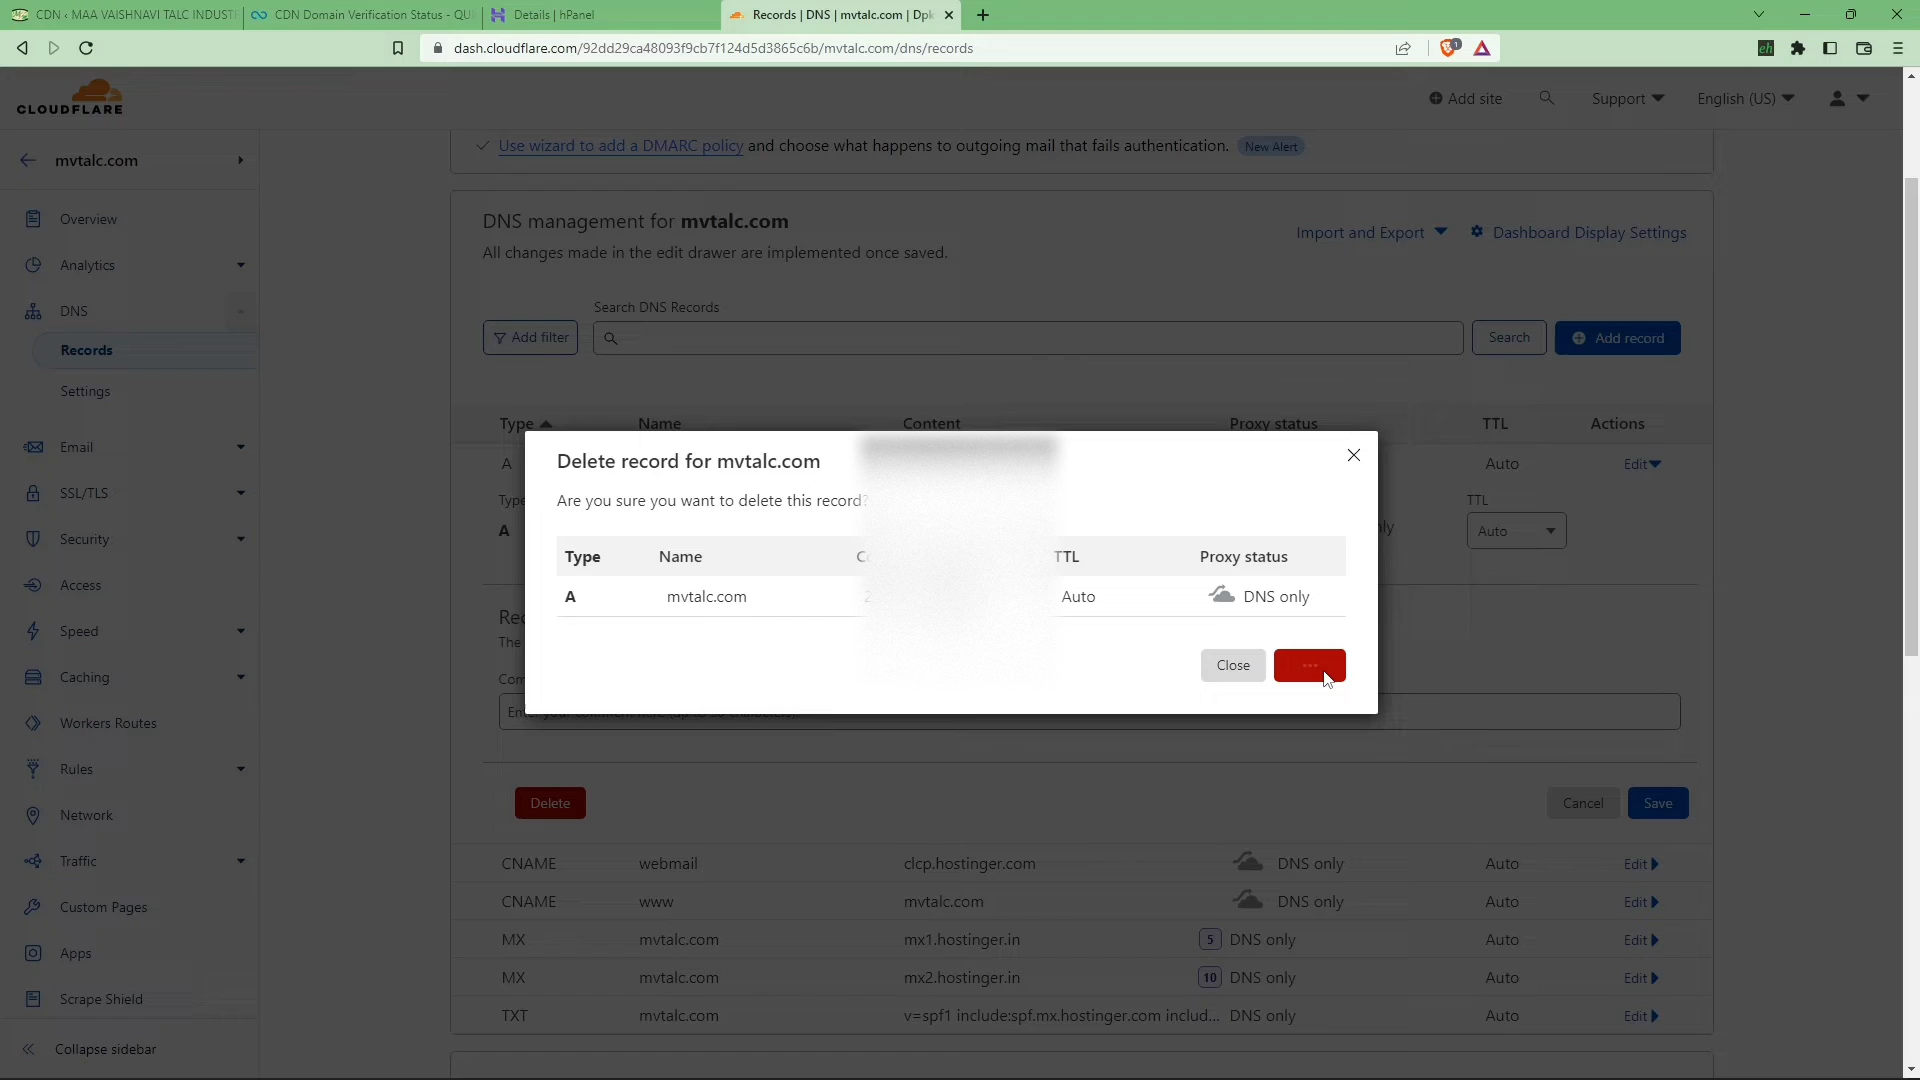 CDN ‹ MAA VAISHNAVI TALC INDUST
CDN Domain Verification Status - QUI
Details | hPanel
Records | DNS | mvtalc.com | Dpk
dash.cloudflare.com/92dd29ca48093f9cb7f124d5d3865c6b/mvtalc.com/dns/records
1
eh
CLOUDFLARE
Add site
Support
English (US)
mvtalc.com
Overview
Analytics
DNS
Records
Settings
Email
SSL/TLS
Security
Access
Speed
Caching
Workers Routes
Rules
Network
Traffic
Custom Pages
Apps
Scrape Shield
Collapse sidebar
Use wizard to add a DMARC policy and choose what happens to outgoing mail that fails authentication. New Alert
DNS management for mvtalc.com
All changes made in the edit drawer are implemented once saved.
Import and Export
Dashboard Display Settings
Search DNS Records
Add filter
Search
Add record
Type Name Content Proxy status TTL Actions
A Auto Edit
Type TTL
A Auto
Delete record for mvtalc.com
Are you sure you want to delete this record?
Type Name TTL Proxy status
A mvtalc.com Auto DNS only
Close ...
The
Delete
Cancel Save
CNAME webmail clcp.hostinger.com DNS only Auto Edit
CNAME www mvtalc.com DNS only Auto Edit
MX mvtalc.com mx1.hostinger.in 5 DNS only Auto Edit
MX mvtalc.com mx2.hostinger.in 10 DNS only Auto Edit
TXT mvtalc.com v=spf1 include:spf.mx.hostinger.com includ... DNS only Auto Edit